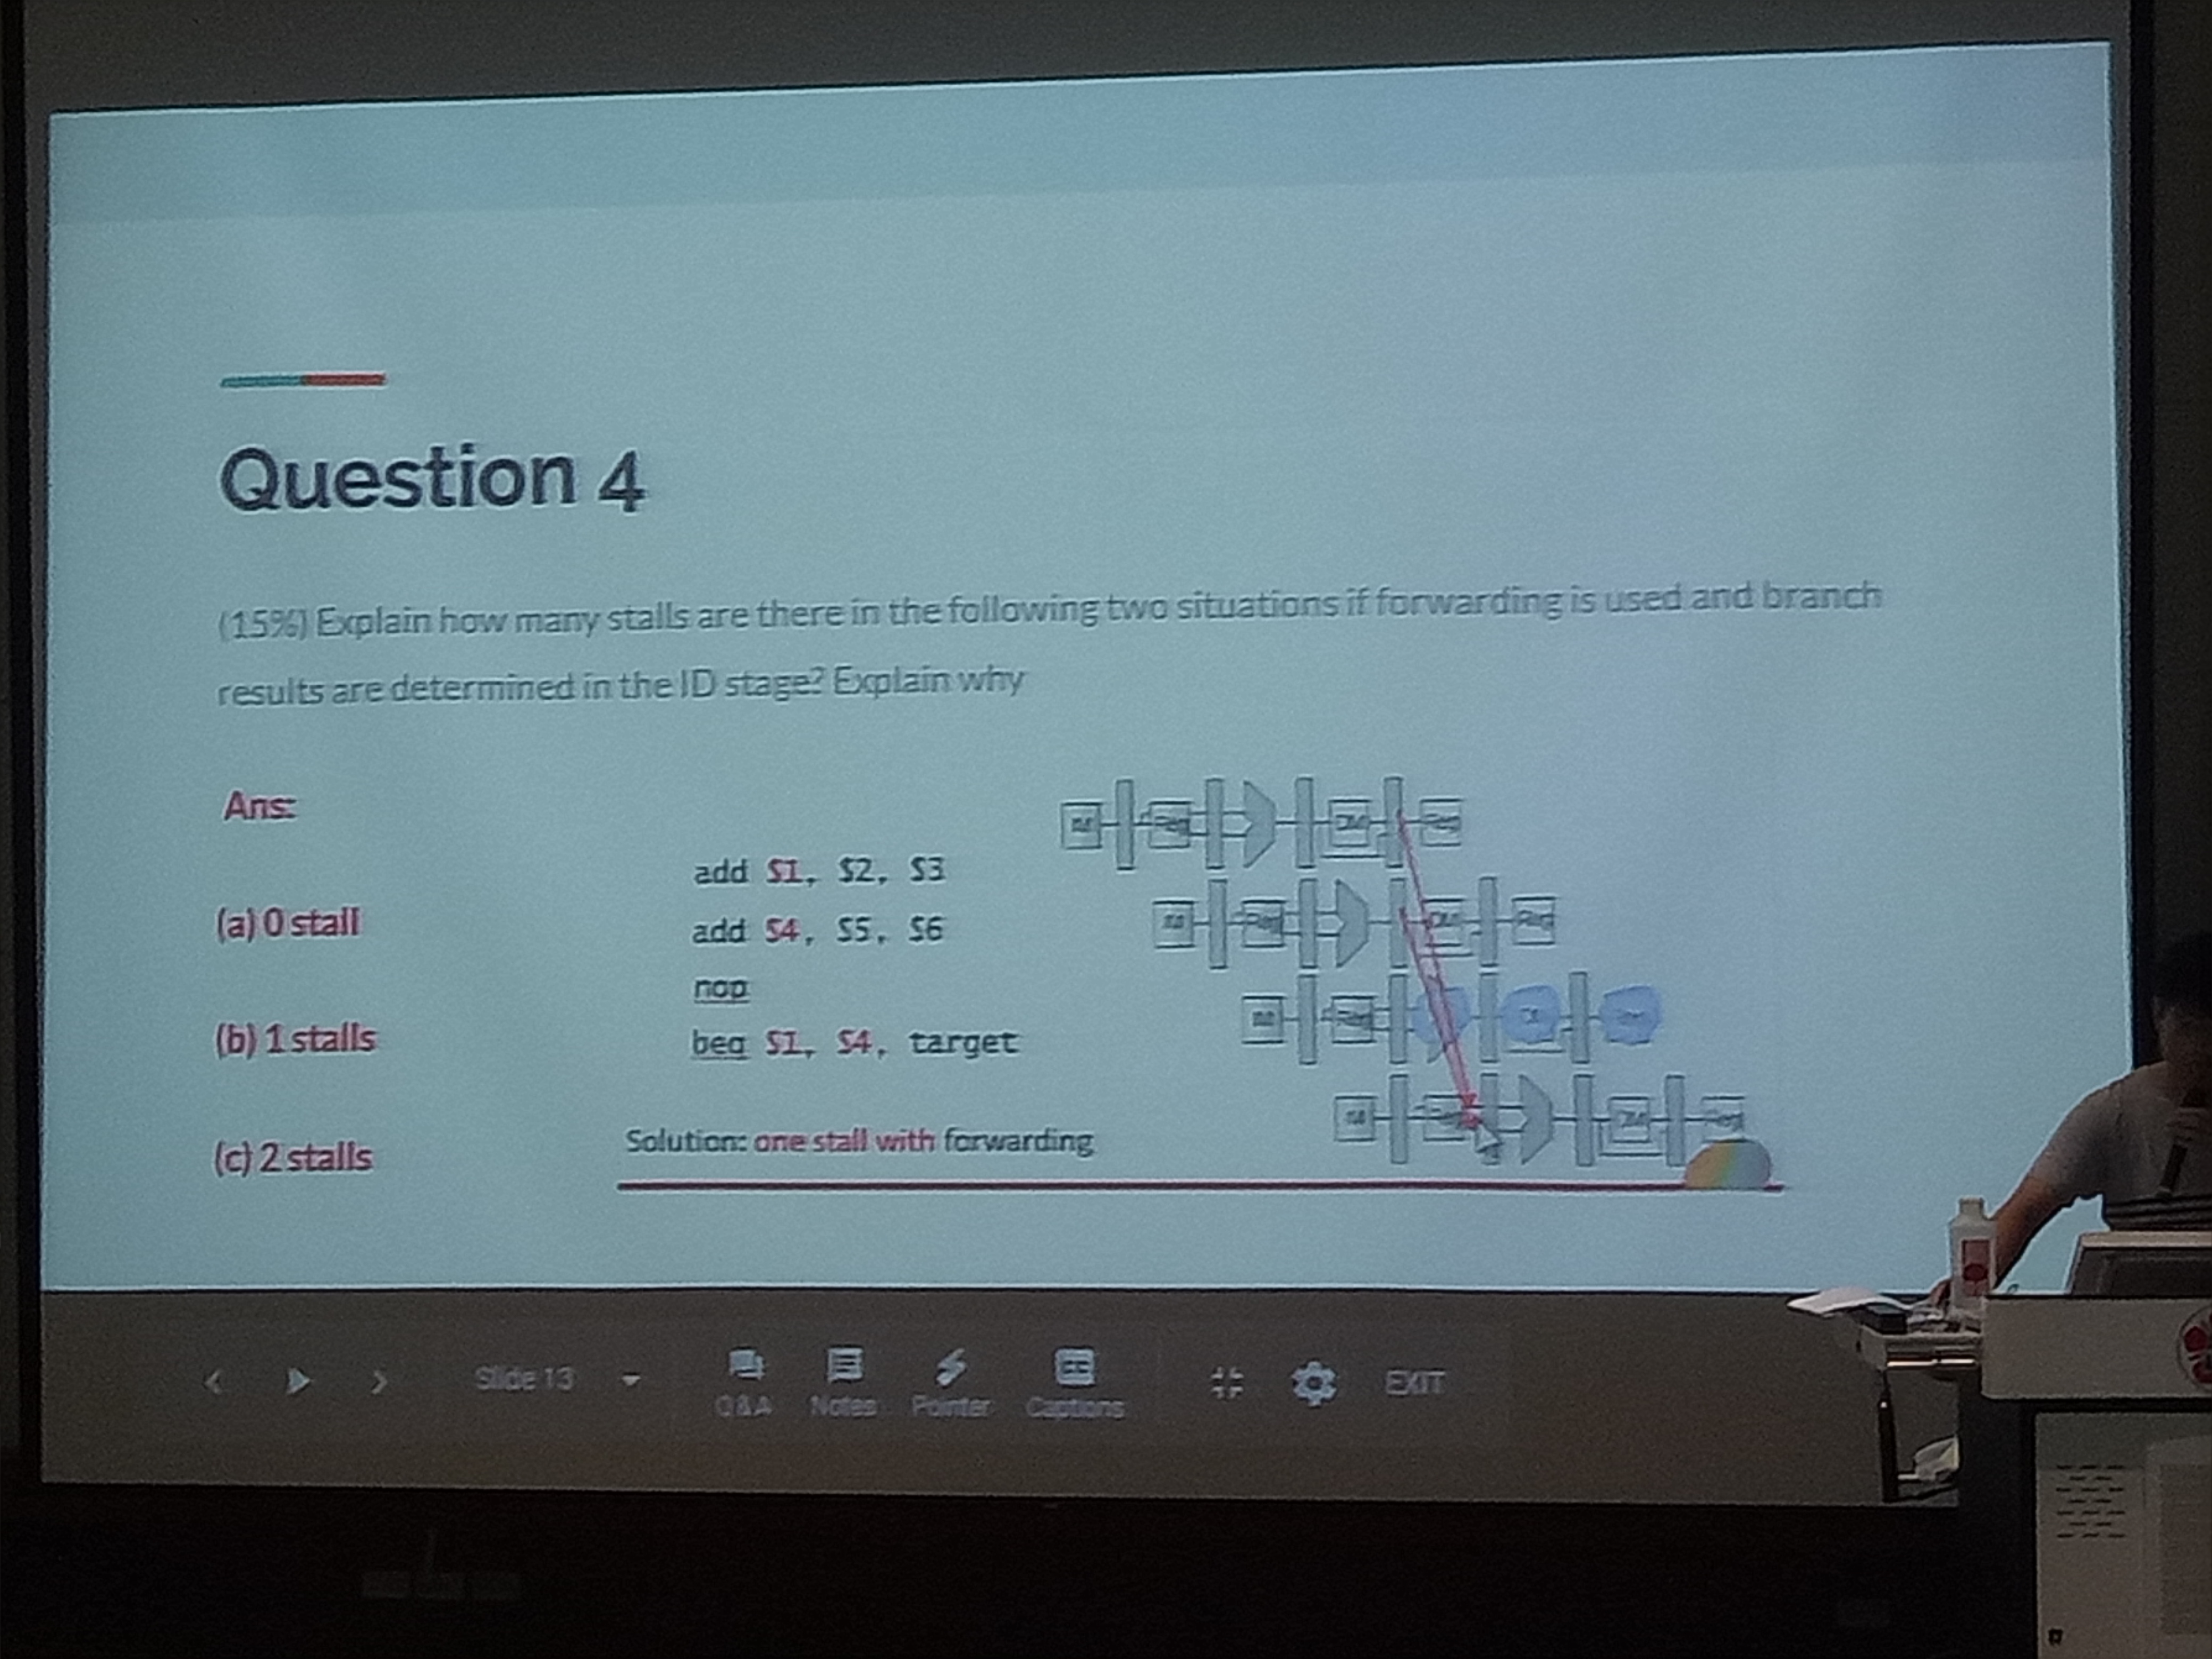 Question 4
(15%) Explain how many stalls are there in the following two situations if forwarding is used and branch
results are determined in the ID stage? Explain why
Ans:
(a) 0 stall
(b) 1 stalls
(c) 2 stalls
add $1, $2, $3
add $4, $5, $6
nop
beq $1, $4, target
Solution: one stall with forwarding
IM Reg DM Reg
IM Reg DM Reg
IM Reg
IM Reg DM Reg
Slide 13
Q&A Notes Pointer Captions
EXIT